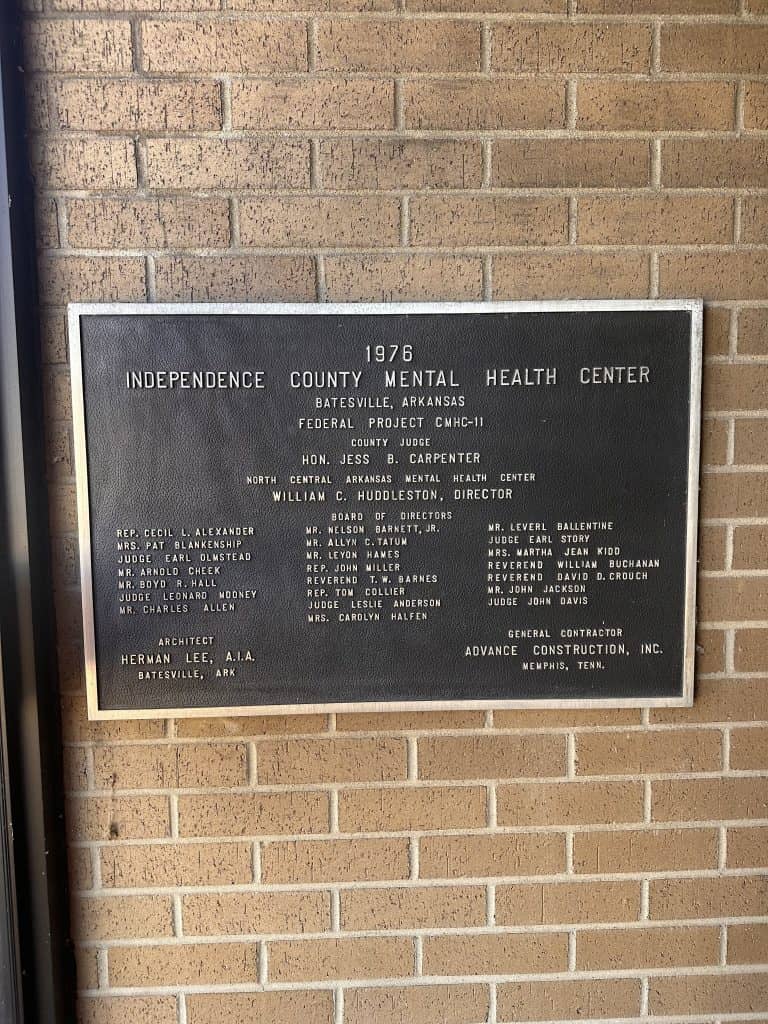 1976
INDEPENDENCE COUNTY MENTAL HEALTH CENTER
BATESVILLE, ARKANSAS
FEDERAL PROJECT CMHC-11
COUNTY JUDGE
HON. JESS B. CARPENTER
NORTH CENTRAL ARKANSAS MENTAL HEALTH CENTER
WILLIAM C. HUDDLESTON, DIRECTOR
BOARD OF DIRECTORS
REP. CECIL L. ALEXANDER
MRS. PAT BLANKENSHIP
JUDGE EARL OLMSTEAD
MR. ARNOLD CHEEK
MR. BOYD R. HALL
JUDGE LEONARD MOONEY
MR. CHARLES ALLEN
MR. NELSON BARNETT, JR.
MR. ALLYN C. TATUM
MR. LEYON HAMES
REP. JOHN MILLER
REVEREND T.W. BARNES
REP. TOM COLLIER
JUDGE LESLIE ANDERSON
MRS. CAROLYN HALFEN
MR. LEVERL BALLENTINE
JUDGE EARL STORY
MRS. MARTHA JEAN KIDD
REVEREND WILLIAM BUCHANAN
REVEREND DAVID D. CROUCH
MR. JOHN JACKSON
JUDGE JOHN DAVIS
ARCHITECT
HERMAN LEE, A.I.A.
BATESVILLE, ARK
GENERAL CONTRACTOR
ADVANCE CONSTRUCTION, INC.
MEMPHIS, TENN.